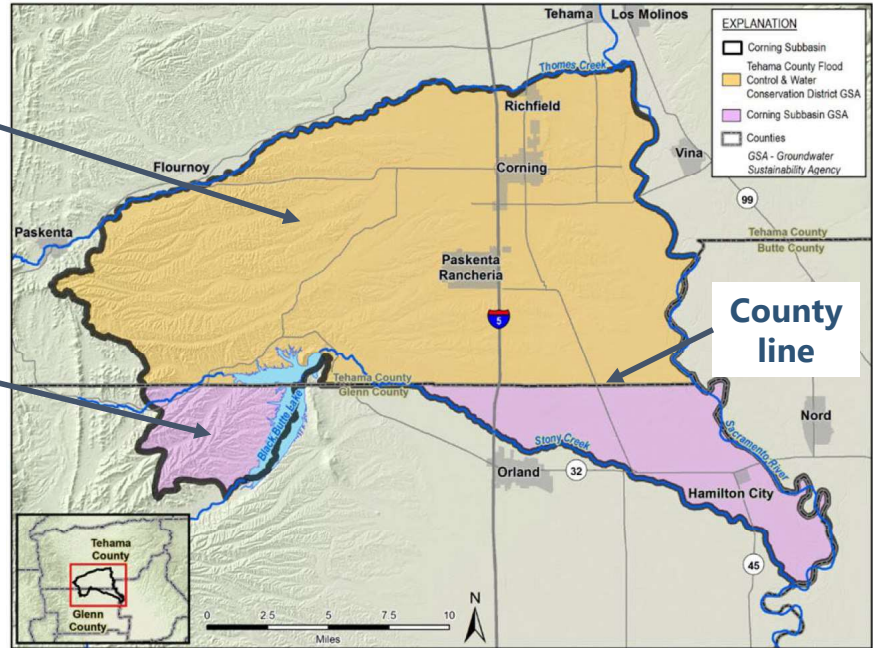 Tehama
Los Molinos
EXPLANATION
Corning Subbasin
Tehama County Flood
Control & Water
Conservation District GSA
Corning Subbasin GSA
Counties
GSA - Groundwater
Sustainability Agency
Thomes Creek
Richfield
Flournoy
Corning
Vina
99
Paskenta
Tehama County
Butte County
Paskenta
Rancheria
5
County
line
Tehama County
Glenn County
Black Butte Lake
Nord
Stony Creek
Sacramento River
Orland
32
Hamilton City
45
Tehama
County
Glenn
County
0 2.5 5 7.5 10
Miles
N